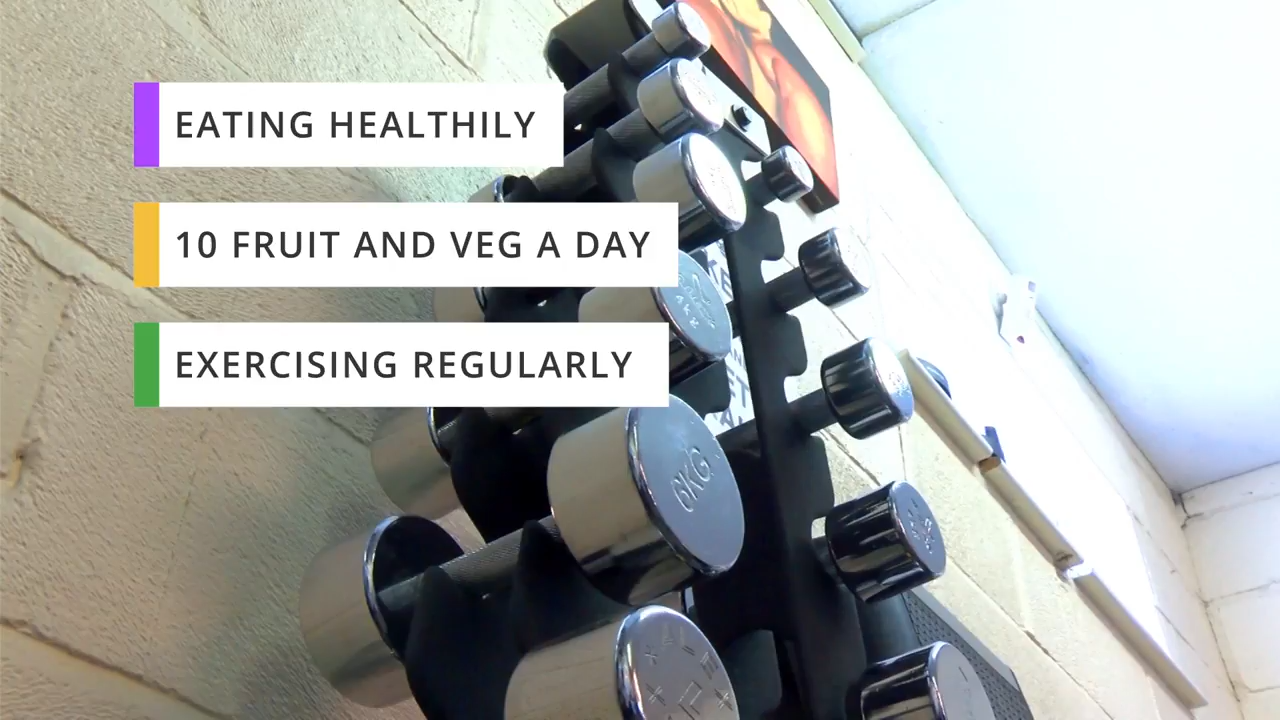 EATING HEALTHILY
10 FRUIT AND VEG A DAY
EXERCISING REGULARLY
6KG